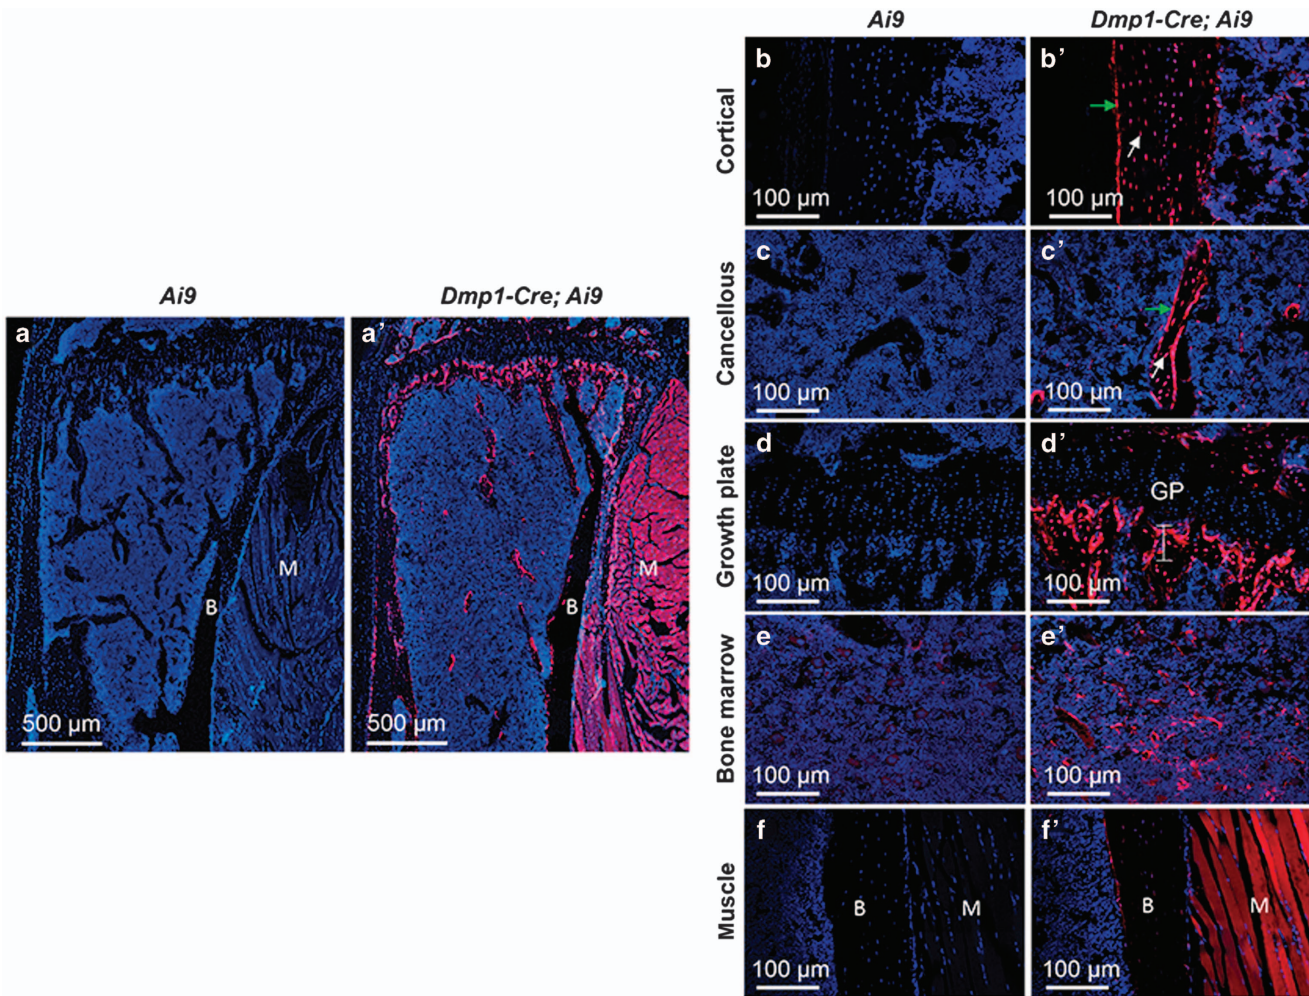 Ai9
Dmp1-Cre; Ai9
a
M
B
500 µm
a’
M
B
500 µm
Ai9
Dmp1-Cre; Ai9
Cortical
b
100 µm
b’
100 µm
Cancellous
c
100 µm
c’
100 µm
Growth plate
d
100 µm
d’
GP
100 µm
Bone marrow
e
100 µm
e’
100 µm
Muscle
f
B
M
100 µm
f’
B
M
100 µm